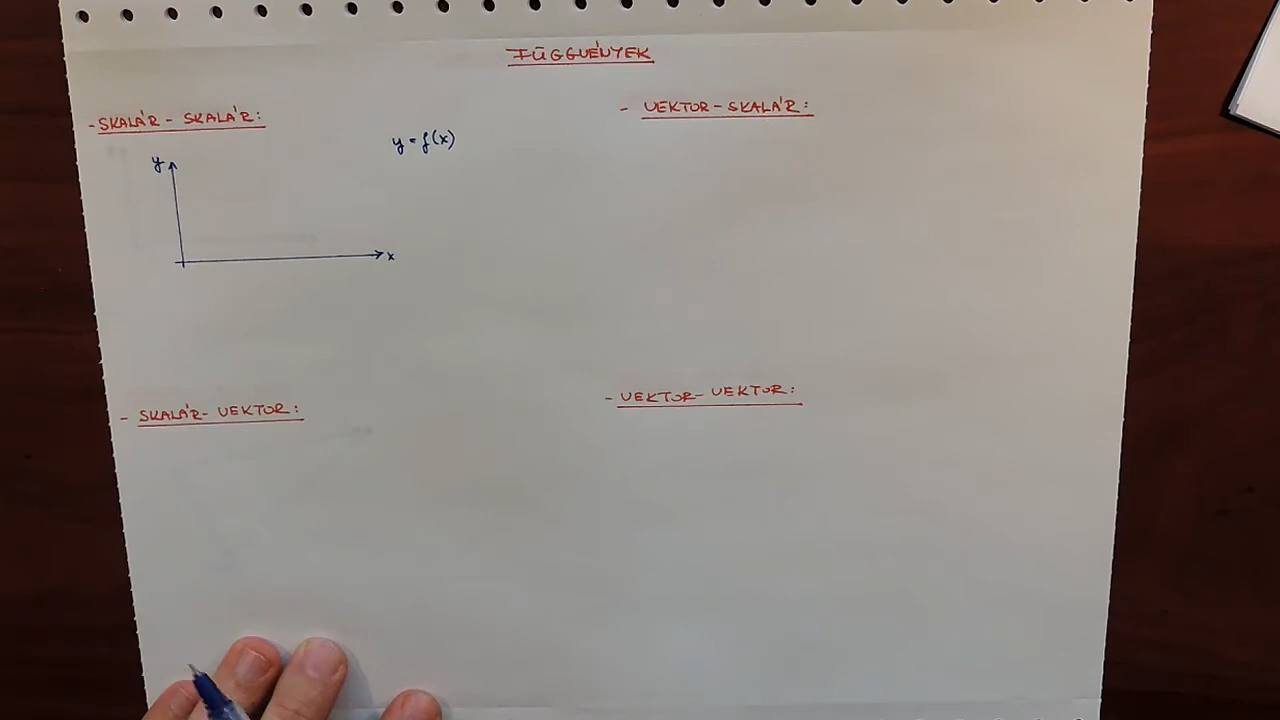 FÜGGVÉNYEK
- SKALÁR - SKALÁR:
y = f(x)
y
x
- VEKTOR - SKALÁR:
- SKALÁR - VEKTOR:
- VEKTOR - VEKTOR: